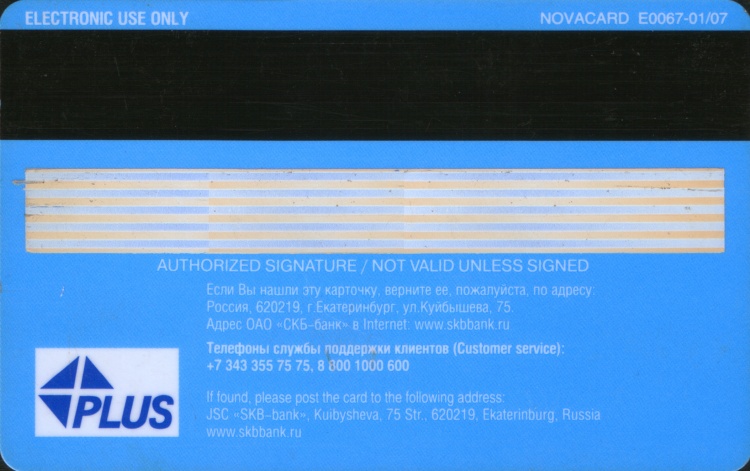 ELECTRONIC USE ONLY
NOVACARD E0067-01/07
AUTHORIZED SIGNATURE / NOT VALID UNLESS SIGNED
Если Вы нашли эту карточку, верните ее, пожалуйста, по адресу:
Россия, 620219, г.Екатеринбург, ул.Куйбышева, 75.
Адрес ОАО «СКБ-банк» в Internet: www.skbbank.ru
Телефоны службы поддержки клиентов (Customer service):
+7 343 355 75 75, 8 800 1000 600
PLUS
If found, please post the card to the following address:
JSC «SKB-bank», Kuibysheva, 75 Str., 620219, Ekaterinburg, Russia
www.skbbank.ru